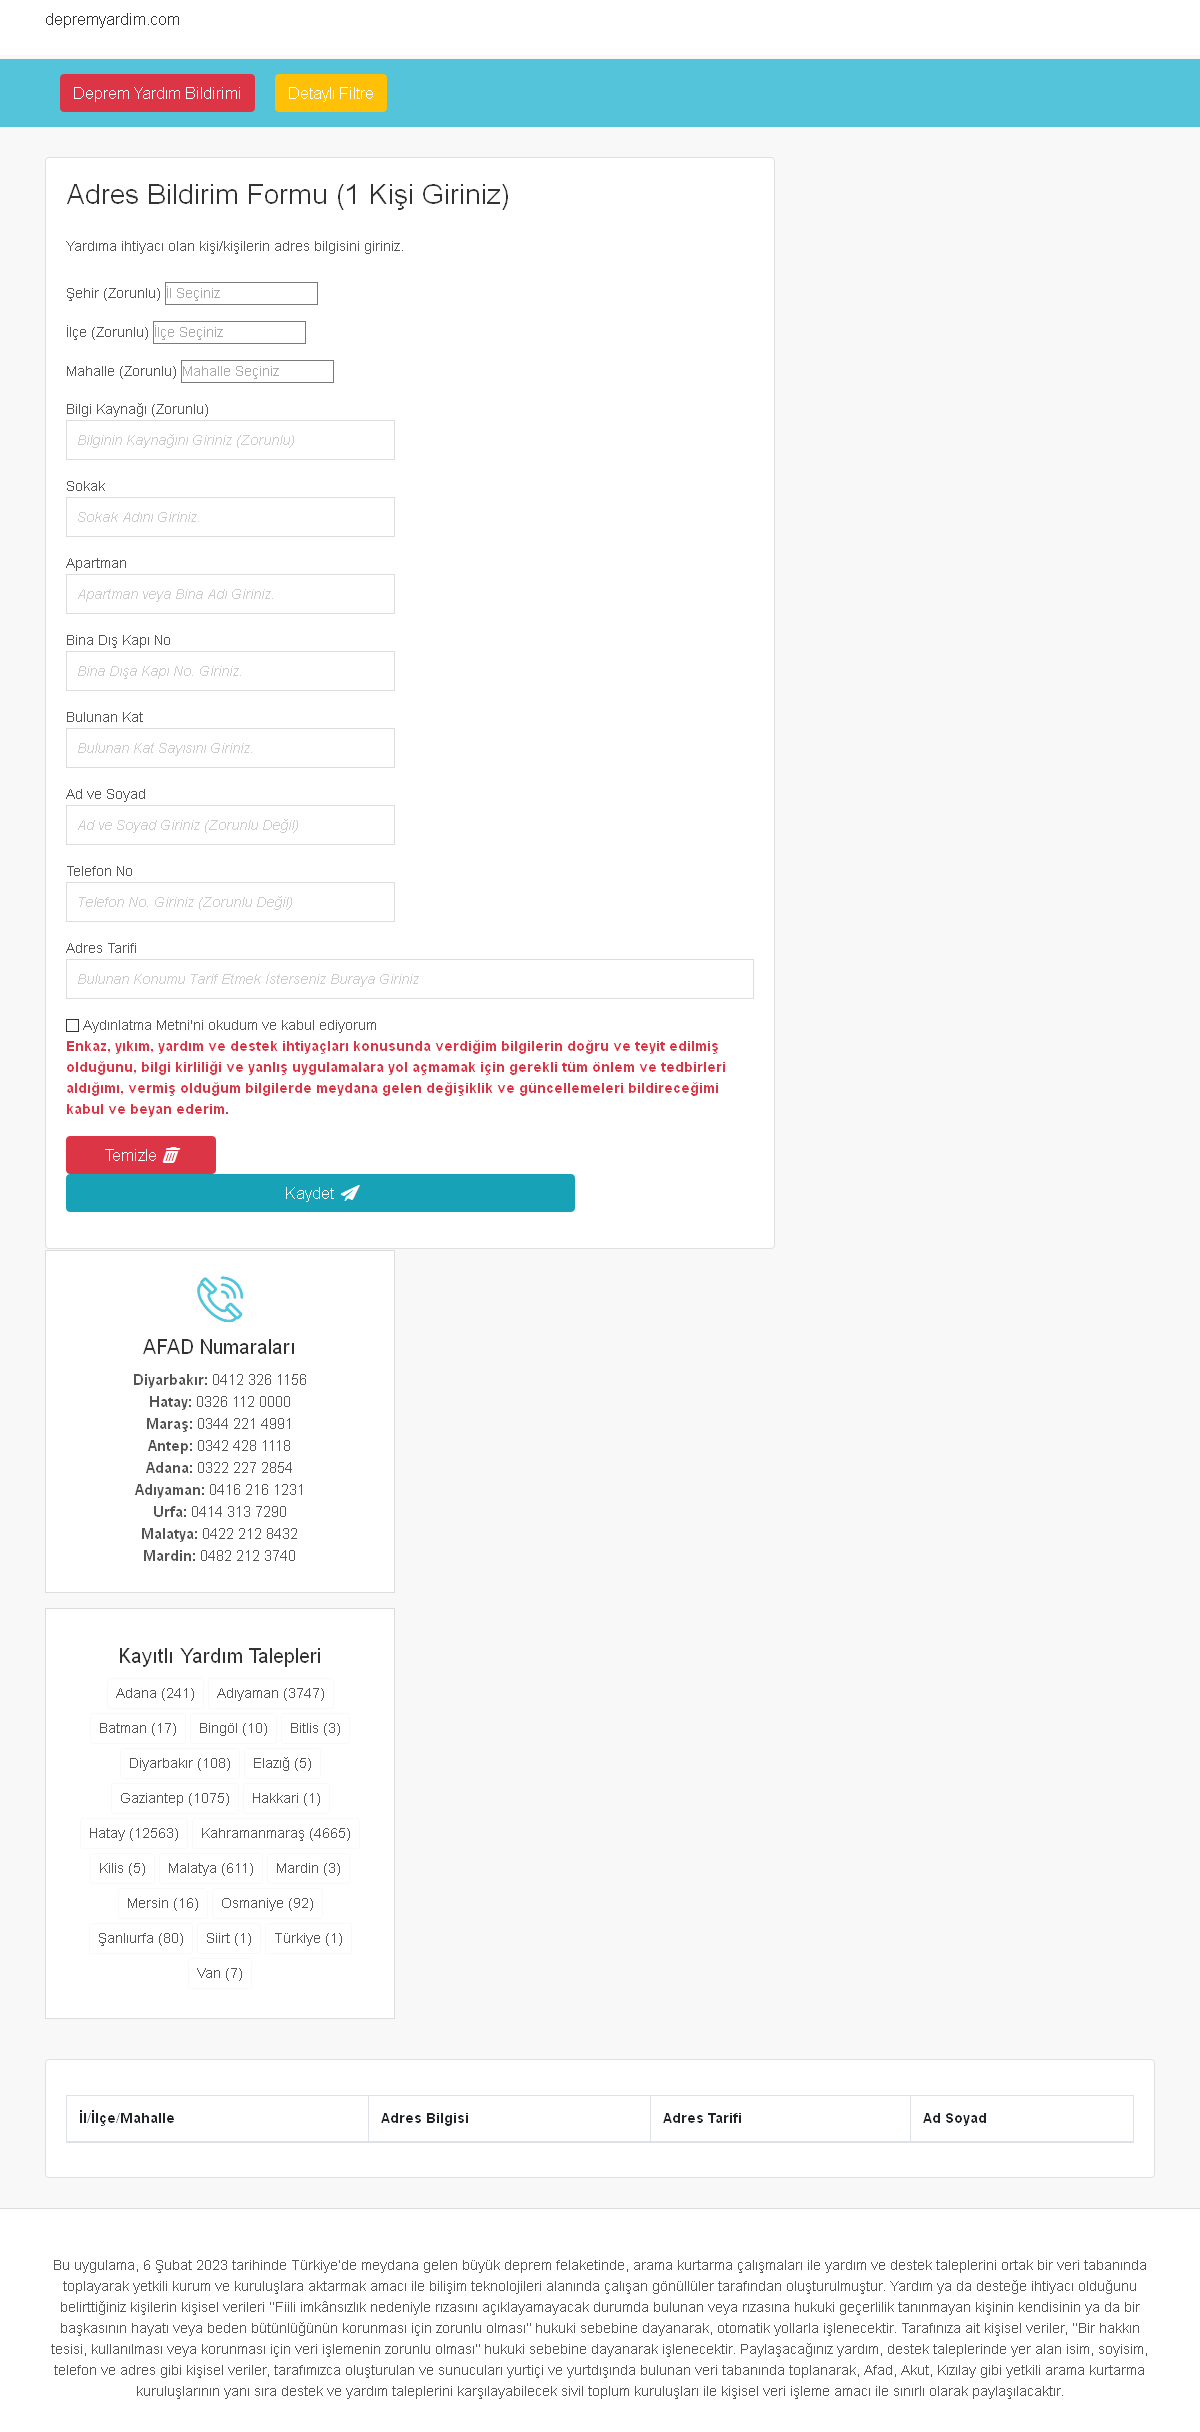 depremyardim.com
Deprem Yardım Bildirimi
Detaylı Filtre
Adres Bildirim Formu (1 Kişi Giriniz)
Yardıma ihtiyacı olan kişi/kişilerin adres bilgisini giriniz.
Şehir (Zorunlu) İl Seçiniz
İlçe (Zorunlu) İlçe Seçiniz
Mahalle (Zorunlu) Mahalle Seçiniz
Bilgi Kaynağı (Zorunlu)
Bilginin Kaynağını Giriniz (Zorunlu)
Sokak
Sokak Adını Giriniz.
Apartman
Apartman veya Bina Adı Giriniz.
Bina Dış Kapı No
Bina Dışa Kapı No. Giriniz.
Bulunan Kat
Bulunan Kat Sayısını Giriniz.
Ad ve Soyad
Ad ve Soyad Giriniz (Zorunlu Değil)
Telefon No
Telefon No. Giriniz (Zorunlu Değil)
Adres Tarifi
Bulunan Konumu Tarif Etmek İsterseniz Buraya Giriniz
Aydınlatma Metni'ni okudum ve kabul ediyorum
Enkaz, yıkım, yardım ve destek ihtiyaçları konusunda verdiğim bilgilerin doğru ve teyit edilmiş
olduğunu, bilgi kirliliği ve yanlış uygulamalara yol açmamak için gerekli tüm önlem ve tedbirleri
aldığımı, vermiş olduğum bilgilerde meydana gelen değişiklik ve güncellemeleri bildireceğimi
kabul ve beyan ederim.
Temizle
Kaydet
AFAD Numaraları
Diyarbakır: 0412 326 1156
Hatay: 0326 112 0000
Maraş: 0344 221 4991
Antep: 0342 428 1118
Adana: 0322 227 2854
Adıyaman: 0416 216 1231
Urfa: 0414 313 7290
Malatya: 0422 212 8432
Mardin: 0482 212 3740
Kayıtlı Yardım Talepleri
Adana (241) Adıyaman (3747)
Batman (17) Bingöl (10) Bitlis (3)
Diyarbakır (108) Elazığ (5)
Gaziantep (1075) Hakkari (1)
Hatay (12563) Kahramanmaraş (4665)
Kilis (5) Malatya (611) Mardin (3)
Mersin (16) Osmaniye (92)
Şanlıurfa (80) Siirt (1) Türkiye (1)
Van (7)
İl/İlçe/Mahalle Adres Bilgisi Adres Tarifi Ad Soyad
Bu uygulama, 6 Şubat 2023 tarihinde Türkiye'de meydana gelen büyük deprem felaketinde, arama kurtarma çalışmaları ile yardım ve destek taleplerini ortak bir veri tabanında
toplayarak yetkili kurum ve kuruluşlara aktarmak amacı ile bilişim teknolojileri alanında çalışan gönüllüler tarafından oluşturulmuştur. Yardım ya da desteğe ihtiyacı olduğunu
belirttiğiniz kişilerin kişisel verileri "Fiili imkânsızlık nedeniyle rızasını açıklayamayacak durumda bulunan veya rızasına hukuki geçerlilik tanınmayan kişinin kendisinin ya da bir
başkasının hayatı veya beden bütünlüğünün korunması için zorunlu olması" hukuki sebebine dayanarak, otomatik yollarla işlenecektir. Tarafınıza ait kişisel veriler, "Bir hakkın
tesisi, kullanılması veya korunması için veri işlemenin zorunlu olması" hukuki sebebine dayanarak işlenecektir. Paylaşacağınız yardım, destek taleplerinde yer alan isim, soyisim,
telefon ve adres gibi kişisel veriler, tarafımızca oluşturulan ve sunucuları yurtiçi ve yurtdışında bulunan veri tabanında toplanarak, Afad, Akut, Kızılay gibi yetkili arama kurtarma
kuruluşlarının yanı sıra destek ve yardım taleplerini karşılayabilecek sivil toplum kuruluşları ile kişisel veri işleme amacı ile sınırlı olarak paylaşılacaktır.